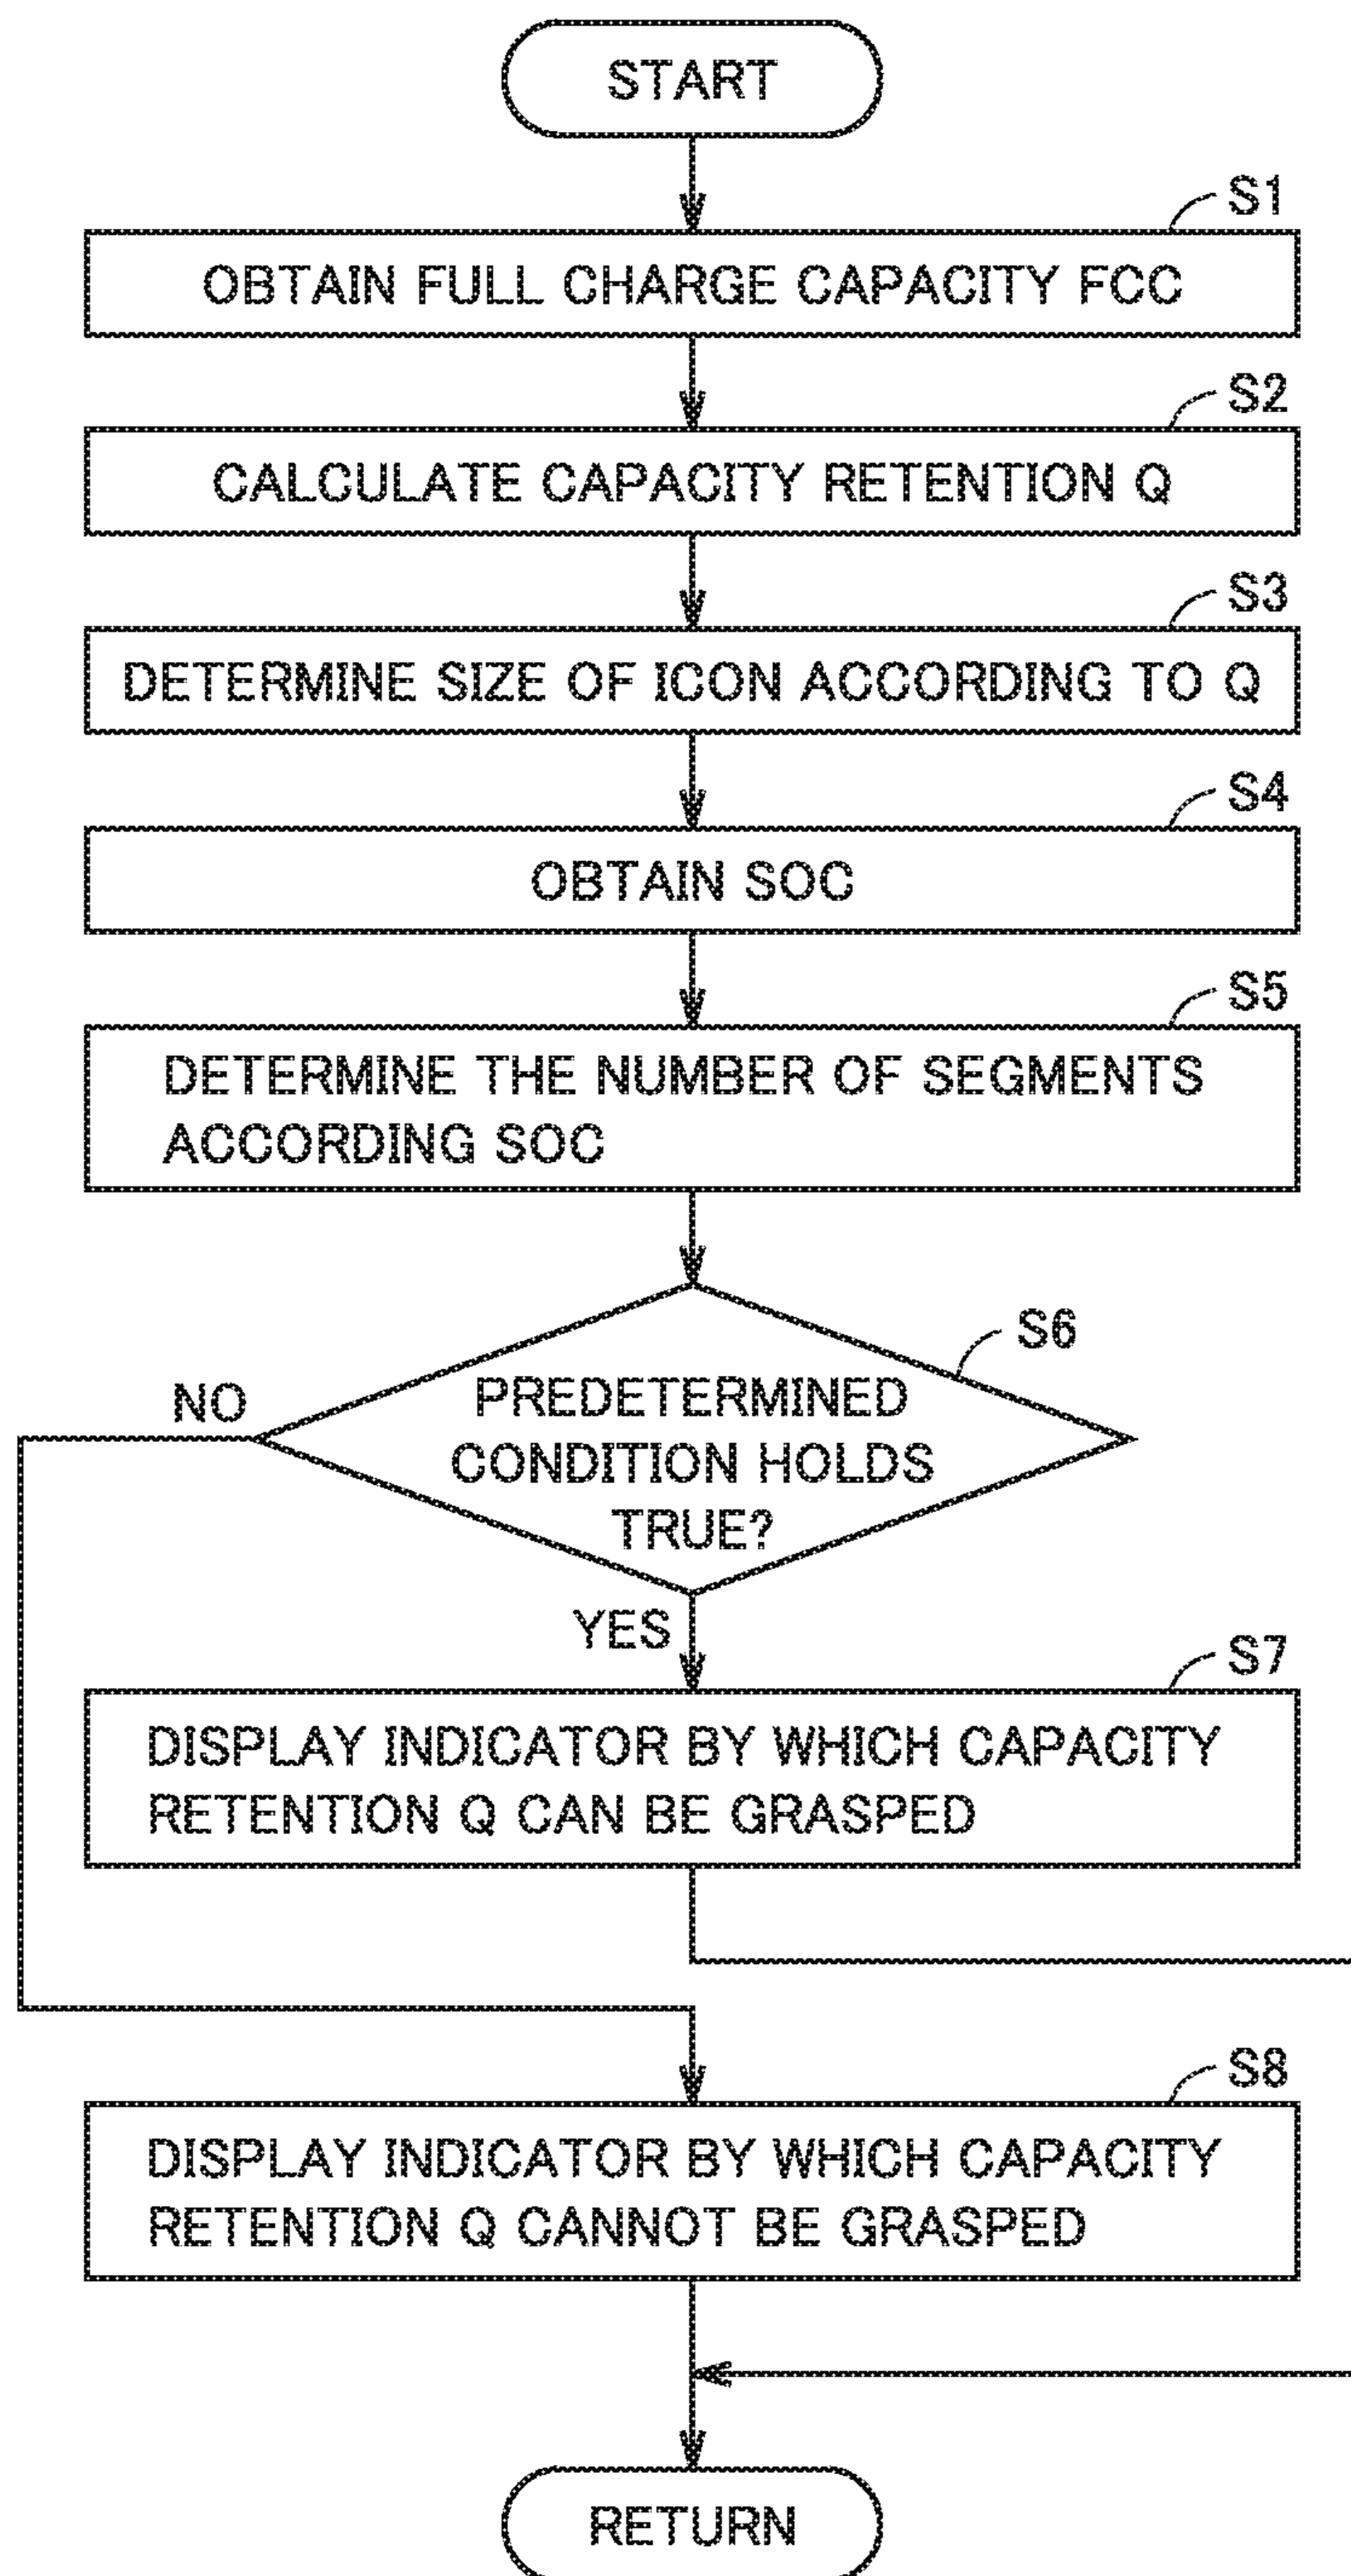 START
S1
OBTAIN FULL CHARGE CAPACITY FCC
S2
CALCULATE CAPACITY RETENTION Q
S3
DETERMINE SIZE OF ICON ACCORDING TO Q
S4
OBTAIN SOC
S5
DETERMINE THE NUMBER OF SEGMENTS
ACCORDING SOC
S6
NO
PREDETERMINED
CONDITION HOLDS
TRUE?
YES
S7
DISPLAY INDICATOR BY WHICH CAPACITY
RETENTION Q CAN BE GRASPED
S8
DISPLAY INDICATOR BY WHICH CAPACITY
RETENTION Q CANNOT BE GRASPED
RETURN